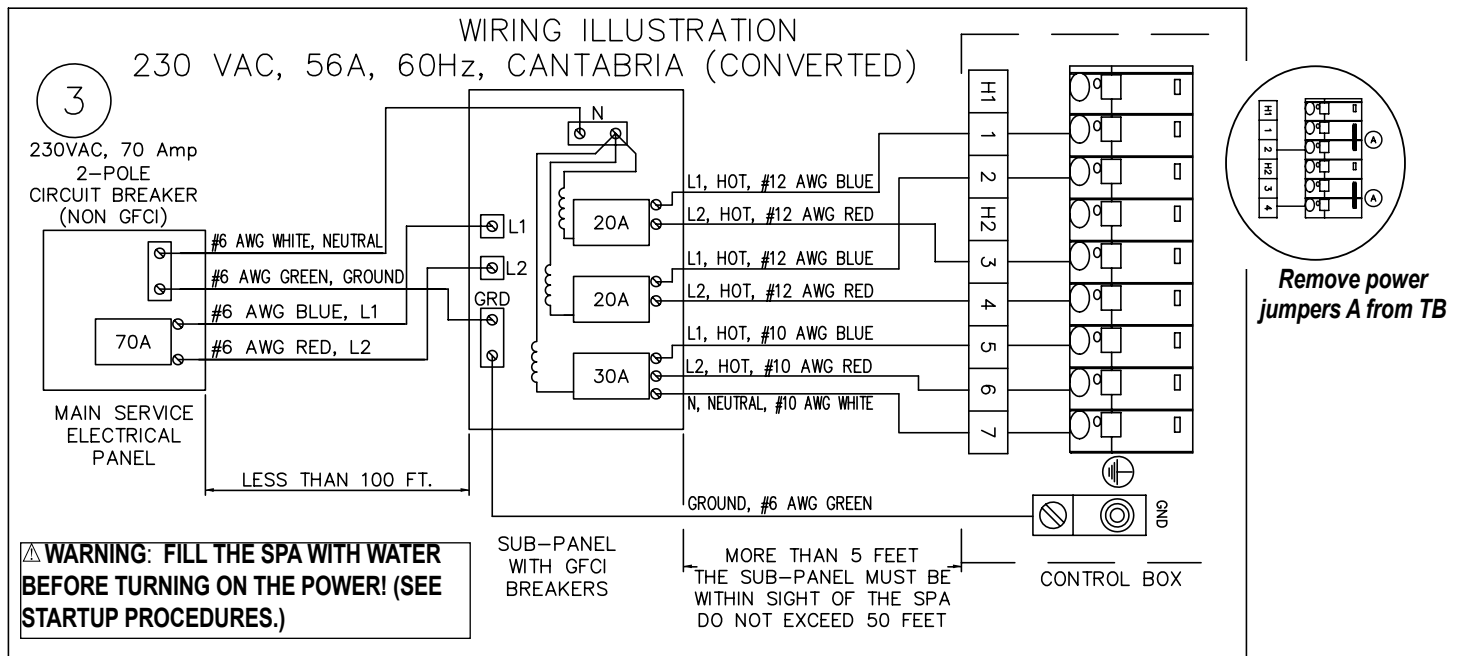 WIRING ILLUSTRATION
230 VAC, 56A, 60Hz, CANTABRIA (CONVERTED)
3
230VAC, 70 Amp
2-POLE
CIRCUIT BREAKER
(NON GFCI)
#6 AWG WHITE, NEUTRAL
#6 AWG GREEN, GROUND
#6 AWG BLUE, L1
#6 AWG RED, L2
70A
MAIN SERVICE
ELECTRICAL
PANEL
LESS THAN 100 FT.
N
L1
L2
GRD
20A
20A
30A
SUB-PANEL
WITH GFCI
BREAKERS
L1, HOT, #12 AWG BLUE
L2, HOT, #12 AWG RED
L1, HOT, #12 AWG BLUE
L2, HOT, #12 AWG RED
L1, HOT, #10 AWG BLUE
L2, HOT, #10 AWG RED
N, NEUTRAL, #10 AWG WHITE
GROUND, #6 AWG GREEN
MORE THAN 5 FEET
THE SUB-PANEL MUST BE
WITHIN SIGHT OF THE SPA
DO NOT EXCEED 50 FEET
H1
1
2
H2
3
4
5
6
7
GND
CONTROL BOX
H1
1
2
H2
3
4
A
A
Remove power
jumpers A from TB
⚠ WARNING: FILL THE SPA WITH WATER
BEFORE TURNING ON THE POWER! (SEE
STARTUP PROCEDURES.)